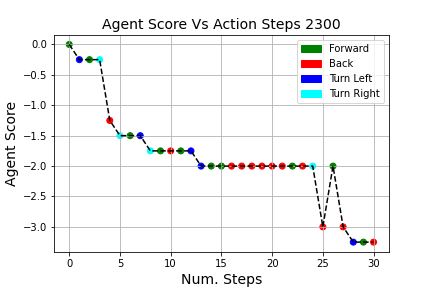 Agent Score Vs Action Steps 2300
Forward
Back
Turn Left
Turn Right
Agent Score
0.0
−0.5
−1.0
−1.5
−2.0
−2.5
−3.0
0 5 10 15 20 25 30
Num. Steps